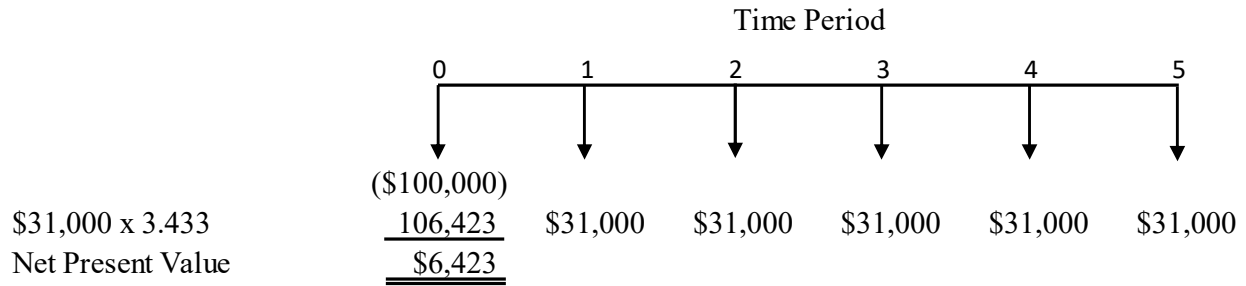 Time Period
0 1 2 3 4 5
($100,000)
$31,000 x 3.433 106,423 $31,000 $31,000 $31,000 $31,000 $31,000
Net Present Value $6,423